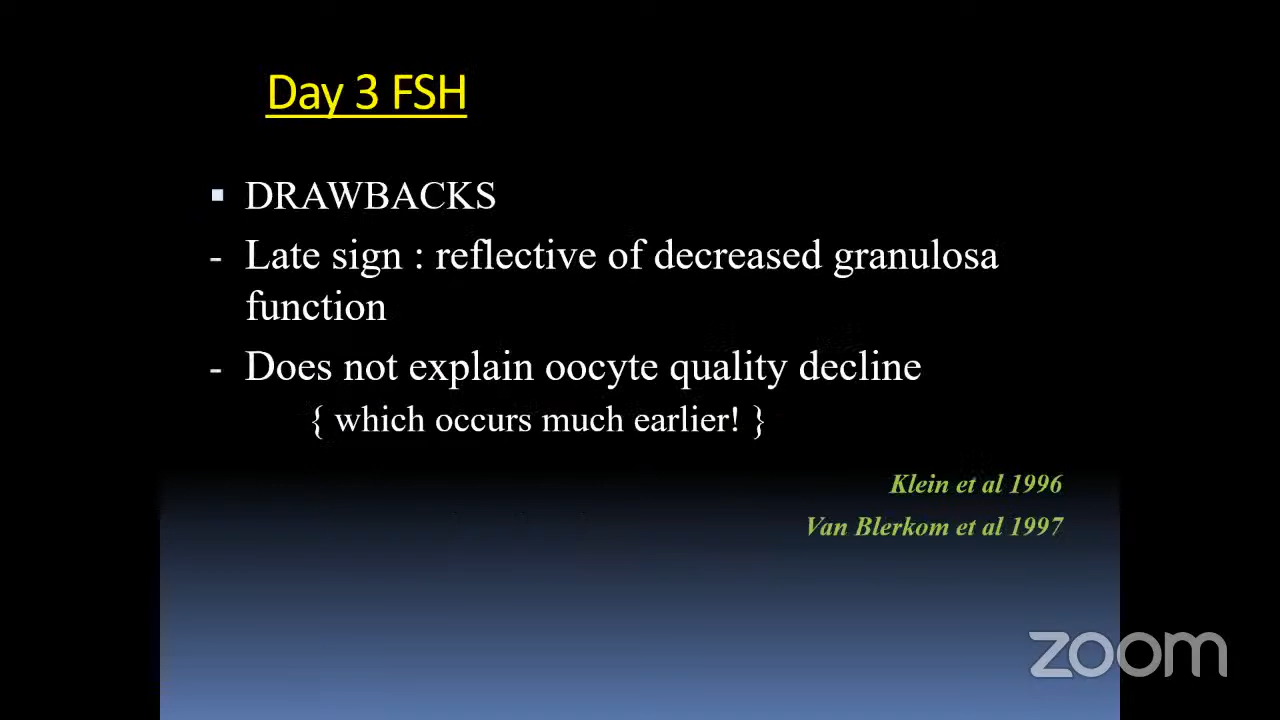 Day 3 FSH
▪ DRAWBACKS
- Late sign : reflective of decreased granulosa
function
- Does not explain oocyte quality decline
{ which occurs much earlier! }
Klein et al 1996
Van Blerkom et al 1997
zoom